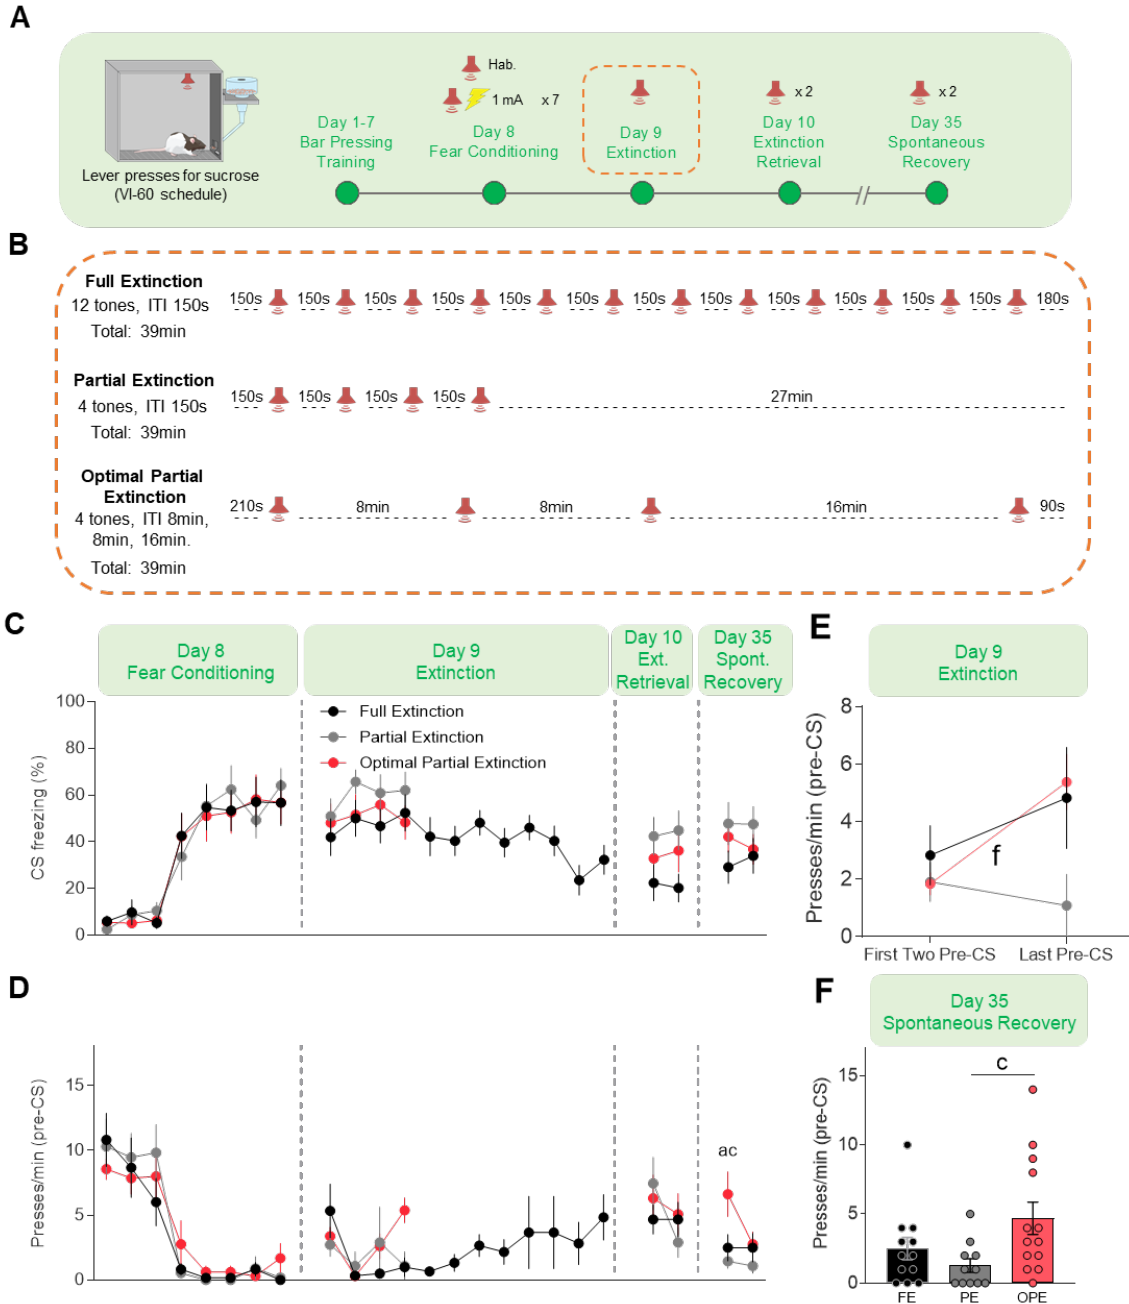 A
Hab.
1 mA x 7
x 2
x 2
Day 1-7
Bar Pressing
Training
Day 8
Fear Conditioning
Day 9
Extinction
Day 10
Extinction
Retrieval
Day 35
Spontaneous
Recovery
Lever presses for sucrose
(VI-60 schedule)
B
Full Extinction
12 tones, ITI 150s
Total: 39min
150s 150s 150s 150s 150s 150s 150s 150s 150s 150s 150s 150s 180s
Partial Extinction
4 tones, ITI 150s
Total: 39min
150s 150s 150s 150s 27min
Optimal Partial
Extinction
4 tones, ITI 8min,
8min, 16min.
Total: 39min
210s 8min 8min 16min 90s
C
Day 8
Fear Conditioning
Day 9
Extinction
Day 10
Ext.
Retrieval
Day 35
Spont.
Recovery
CS freezing (%)
100
80
60
40
20
0
Full Extinction
Partial Extinction
Optimal Partial Extinction
E
Day 9
Extinction
Presses/min (pre-CS)
8
6
4
2
0
f
First Two Pre-CS Last Pre-CS
D
Presses/min (pre-CS)
15
10
5
0
ac
F
Day 35
Spontaneous Recovery
Presses/min (pre-CS)
15
10
5
0
c
FE PE OPE